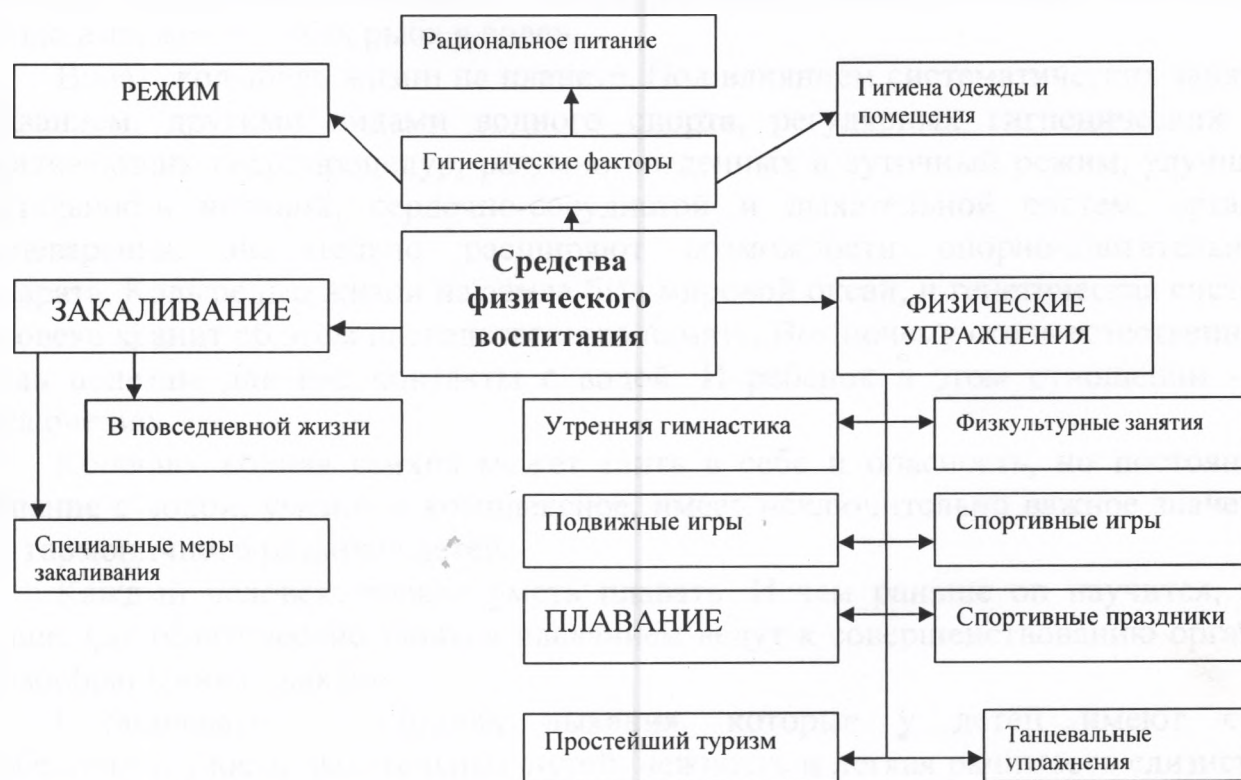 Рациональное питание
РЕЖИМ
Гигиена одежды и
помещения
Гигиенические факторы
Средства
физического
воспитания
ЗАКАЛИВАНИЕ
ФИЗИЧЕСКИЕ
УПРАЖНЕНИЯ
В повседневной жизни
Специальные меры
закаливания
Утренняя гимнастика
Физкультурные занятия
Подвижные игры
Спортивные игры
ПЛАВАНИЕ
Спортивные праздники
Простейший туризм
Танцевальные
упражнения